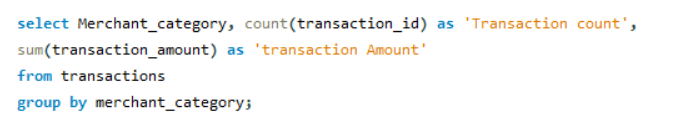 select Merchant_category, count(transaction_id) as 'Transaction count',
sum(transaction_amount) as 'transaction Amount'
from transactions
group by merchant_category;